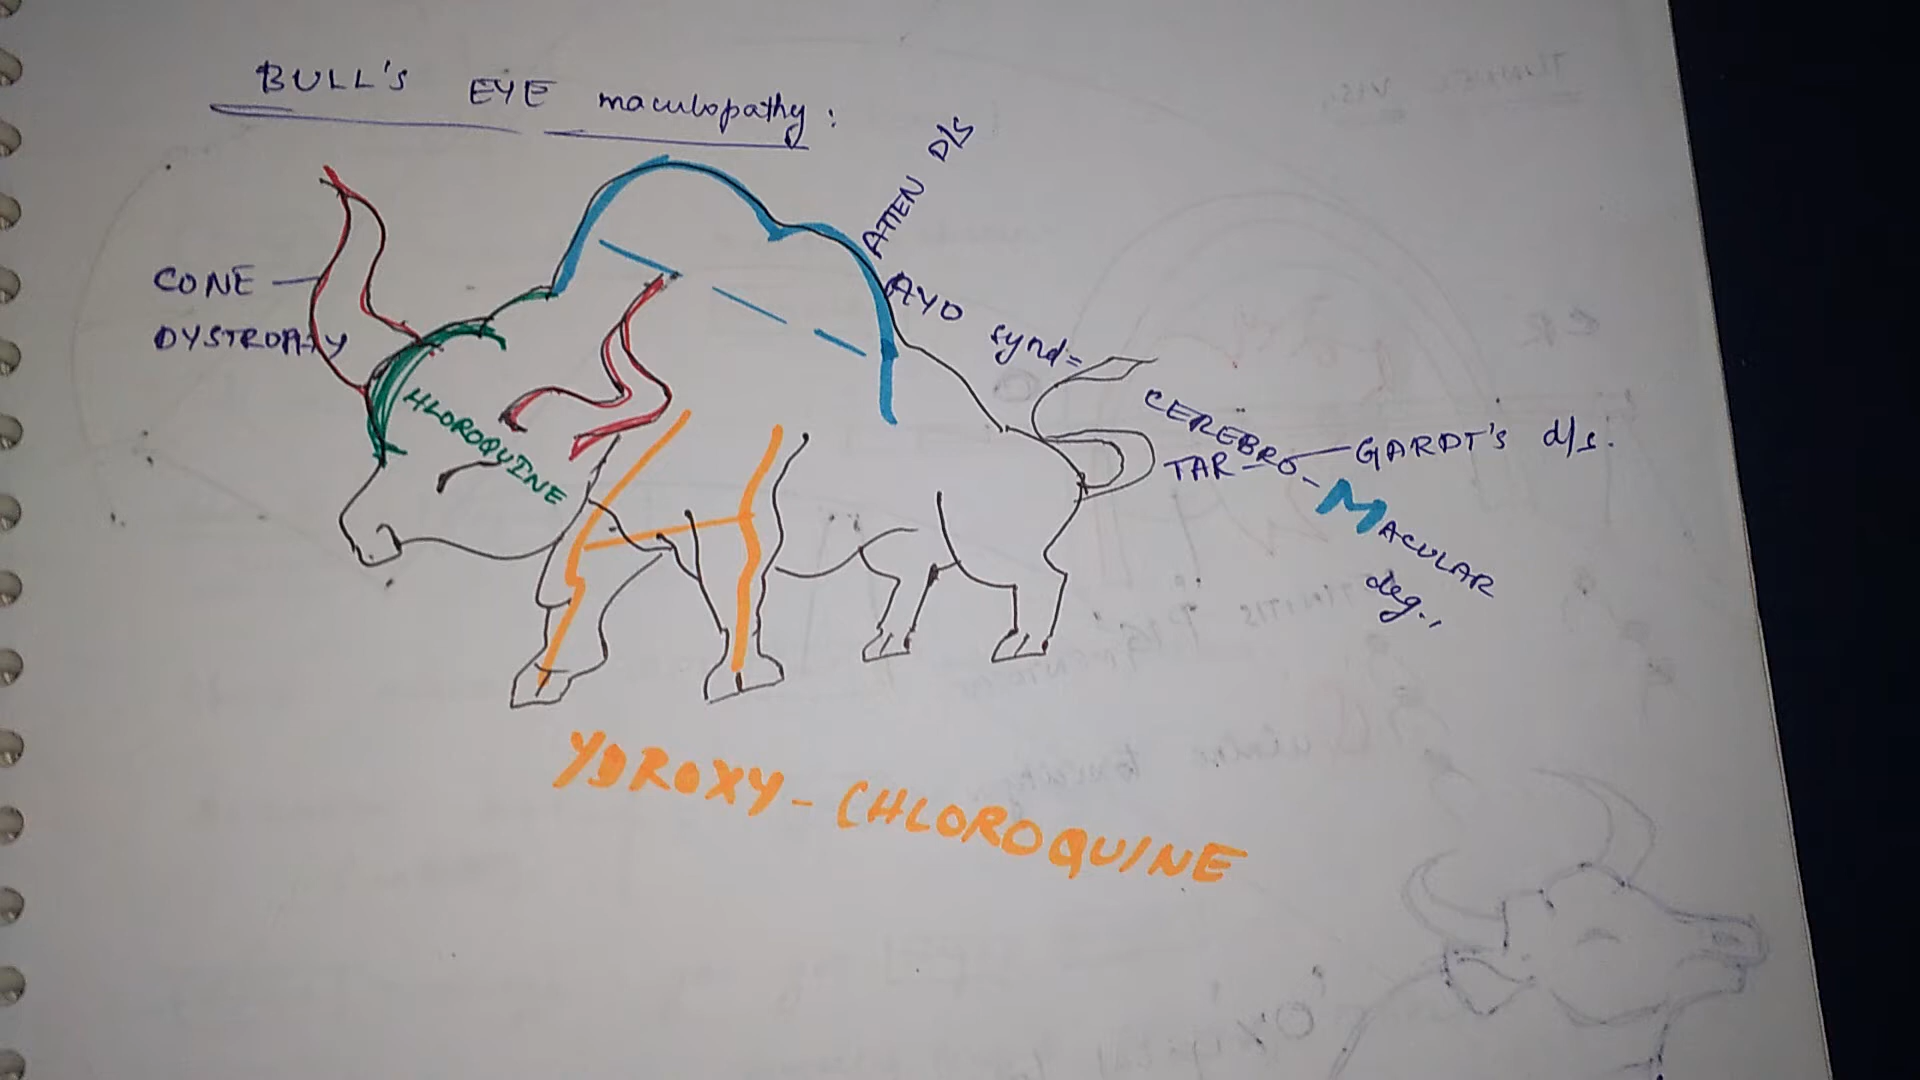 BULL's EYE maculopathy:
ATTEN D/S
AYO synd=
CONE
DYSTROPHY
HLOROQUINE
CEREBRO-
TAR - GARDT'S d/s.
MACULAR
deg.,
YDROXY-CHLOROQUINE